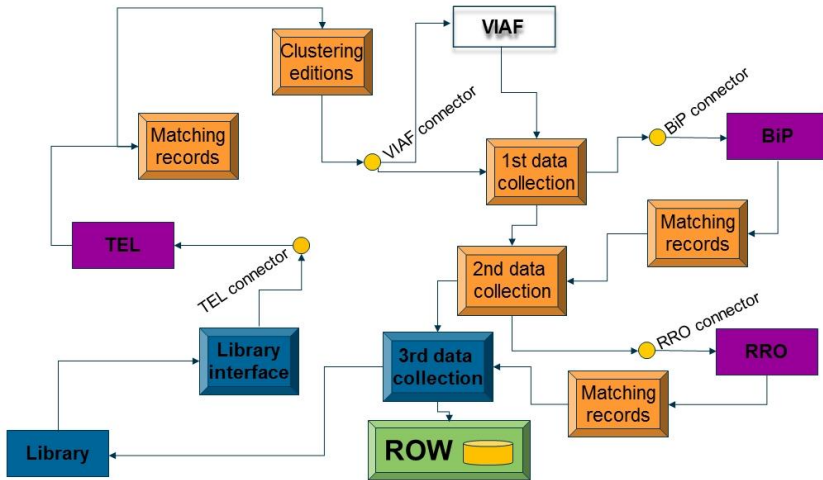 VIAF
Clustering
editions
VIAF connector
BiP connector
Matching
records
1st data
collection
BiP
TEL
TEL connector
Matching
records
2nd data
collection
RRO connector
Library
interface
3rd data
collection
RRO
Matching
records
Library
ROW